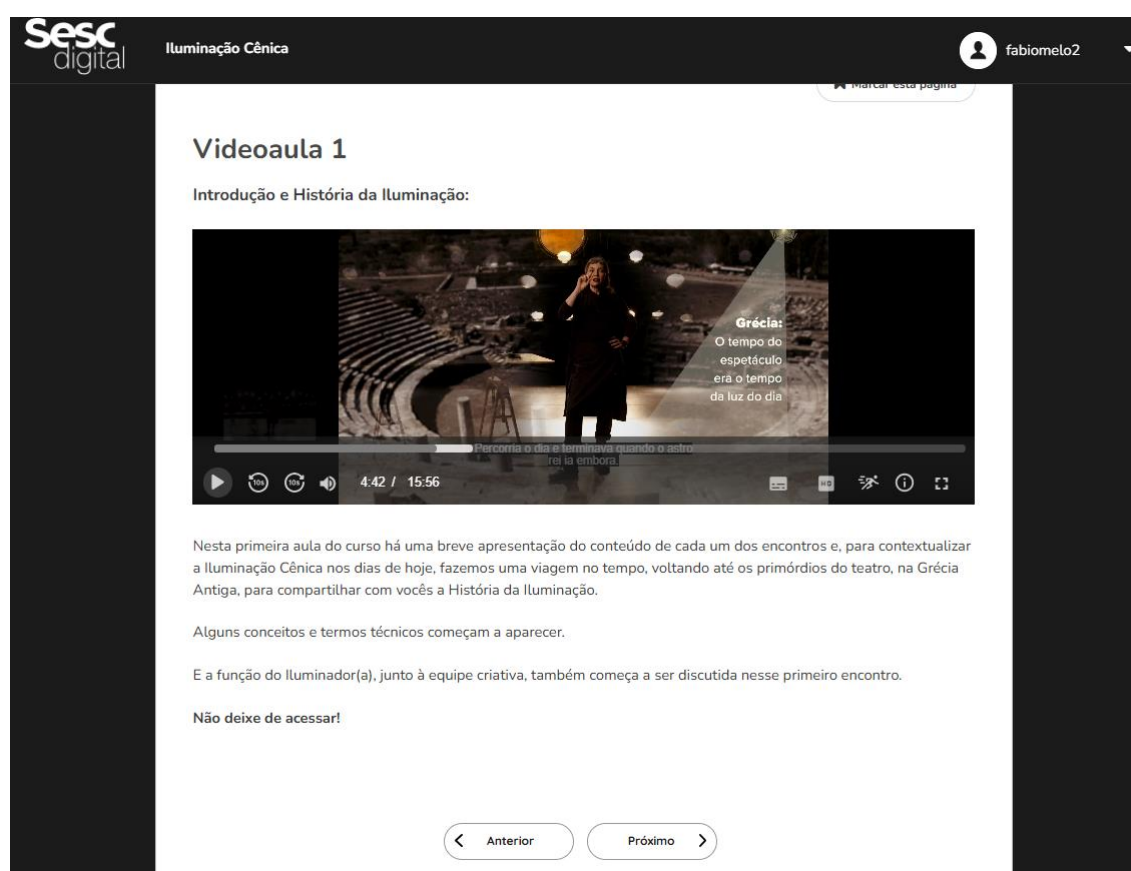 Sesc
digital
Iluminação Cênica
fabiomelo2
Marcar esta página
Videoaula 1
Introdução e História da Iluminação:
Grécia:
O tempo do
espetáculo
era o tempo
da luz do dia
Percorria o dia e terminava quando o astro
rei ia embora.
10s
10s
4:42 / 15:56
HD
Nesta primeira aula do curso há uma breve apresentação do conteúdo de cada um dos encontros e, para contextualizar
a Iluminação Cênica nos dias de hoje, fazemos uma viagem no tempo, voltando até os primórdios do teatro, na Grécia
Antiga, para compartilhar com vocês a História da Iluminação.
Alguns conceitos e termos técnicos começam a aparecer.
E a função do Iluminador(a), junto à equipe criativa, também começa a ser discutida nesse primeiro encontro.
Não deixe de acessar!
Anterior
Próximo